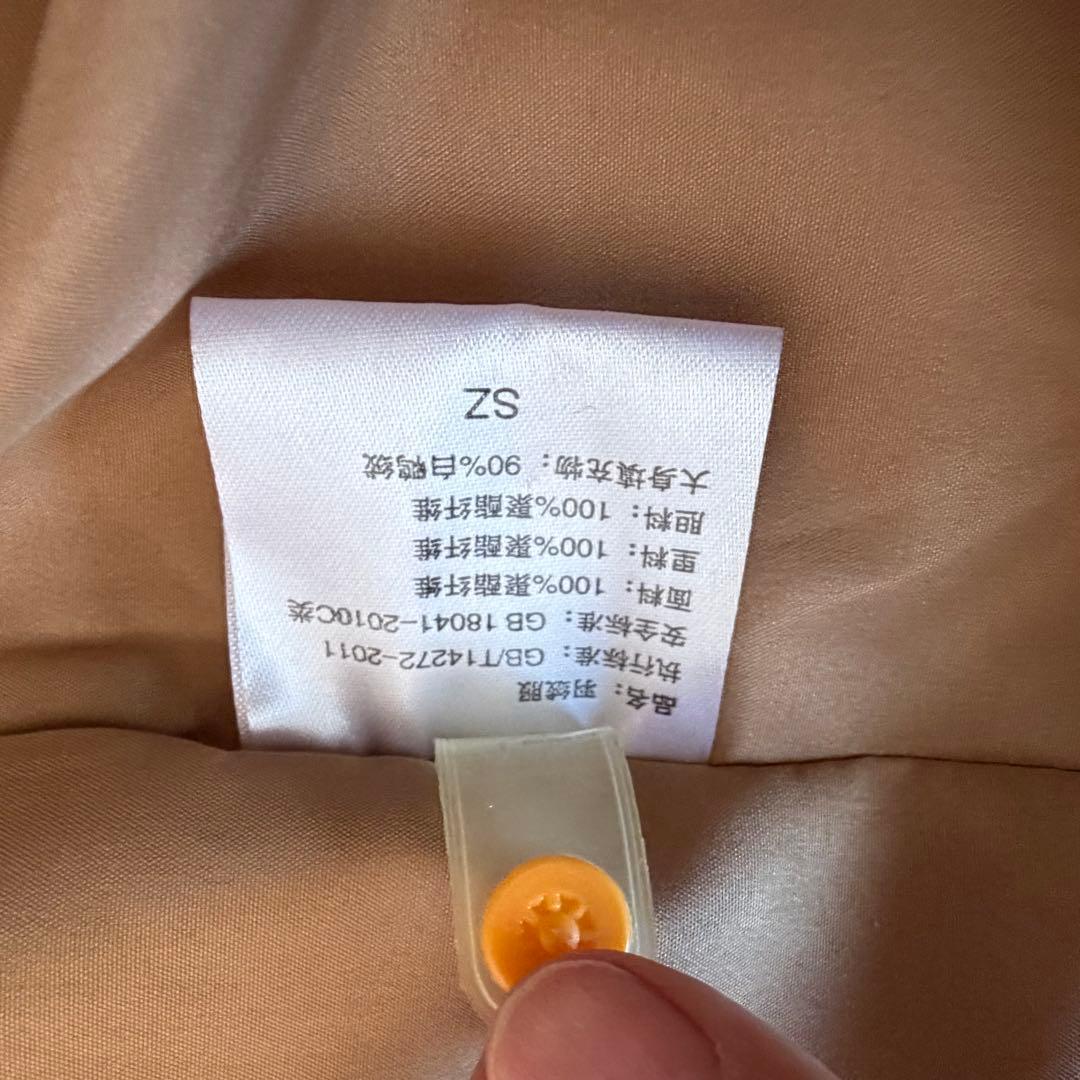 品名：羽绒服
执行标准：GB/T14272-2011
安全标准：GB 18041-2010C类
面料：100%聚酯纤维
里料：100%聚酯纤维
胆料：100%聚酯纤维
大身填充物：90%白鸭绒
SZ